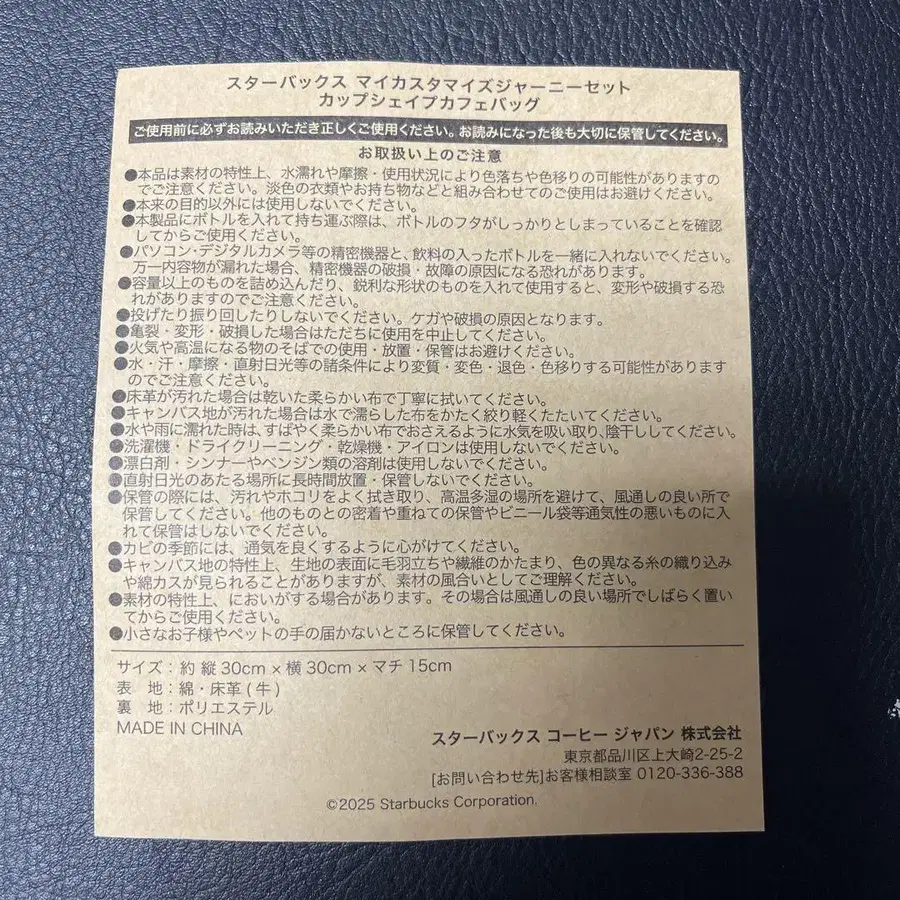 スターバックス マイカスタマイズジャーニーセット
カップシェイプカフェバッグ
ご使用前に必ずお読みいただき正しくご使用ください。お読みになった後も大切に保管してください。
お取扱い上のご注意
●本品は素材の特性上、水濡れや摩擦・使用状況により色落ちや色移りの可能性がありますの
でご注意ください。淡色の衣類やお持ち物などと組み合わせてのご使用はお避けください。
●本来の目的以外には使用しないでください。
●本製品にボトルを入れて持ち運ぶ際は、ボトルのフタがしっかりとしまっていることを確認
してからご使用ください。
●パソコン・デジタルカメラ等の精密機器と、飲料の入ったボトルを一緒に入れないでください。
万一内容物が漏れた場合、精密機器の破損・故障の原因になる恐れがあります。
●容量以上のものを詰め込んだり、鋭利な形状のものを入れて使用すると、変形や破損する恐
れがありますのでご注意ください。
●投げたり振り回したりしないでください。ケガや破損の原因となります。
●亀裂・変形・破損した場合はただちに使用を中止してください。
●火気や高温になる物のそばでの使用・放置・保管はお避けください。
●水・汗・摩擦・直射日光等の諸条件により変質・変色・退色・色移りする可能性があります
のでご注意ください。
●床革が汚れた場合は乾いた柔らかい布で丁寧に拭いてください。
●キャンバス地が汚れた場合は水で濡らした布をかたく絞り軽くたたいてください。
●水や雨に濡れた時は、すばやく柔らかい布でおさえるように水気を吸い取り、陰干ししてください。
●洗濯機・ドライクリーニング・乾燥機・アイロンは使用しないでください。
●漂白剤・シンナーやベンジン類の溶剤は使用しないでください。
●直射日光のあたる場所に長時間放置・保管しないでください。
●保管の際には、汚れやホコリをよく拭き取り、高温多湿の場所を避けて、風通しの良い所で
保管してください。他のものとの密着や重ねての保管やビニール袋等通気性の悪いものに入
れて保管はしないでください。
●カビの季節には、通気を良くするように心がけてください。
●キャンバス地の特性上、生地の表面に毛羽立ちや繊維のかたまり、色の異なる糸の織り込み
や綿カスが見られることがありますが、素材の風合いとしてご理解ください。
●素材の特性上、においがする場合があります。その場合は風通しの良い場所でしばらく置い
てからご使用ください。
●小さなお子様やペットの手の届かないところに保管してください。
サイズ：約 縦30cm × 横30cm × マチ15cm
表 地：綿・床革(牛)
裏 地：ポリエステル
MADE IN CHINA
スターバックス コーヒー ジャパン 株式会社
東京都品川区上大崎2-25-2
[お問い合わせ先]お客様相談室 0120-336-388
©2025 Starbucks Corporation.